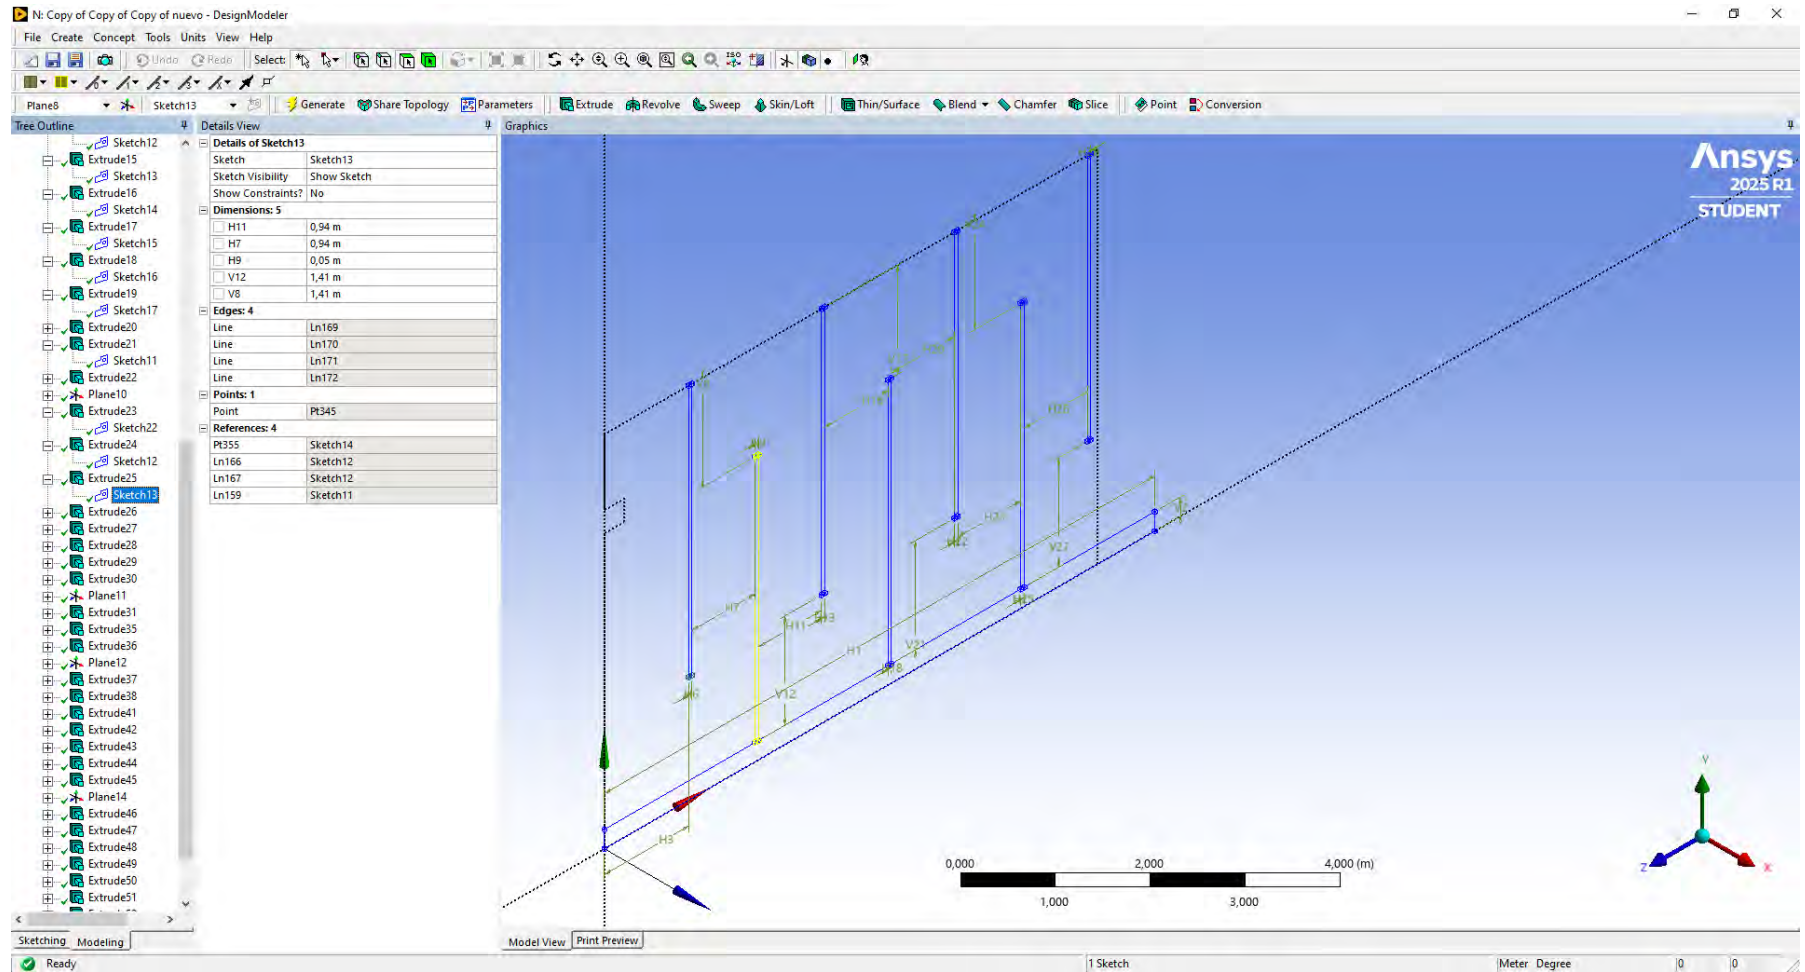 N: Copy of Copy of Copy of nuevo - DesignModeler
File Create Concept Tools Units View Help
Undo Redo Select: ISO
Plane8 Sketch13 Generate Share Topology Parameters Extrude Revolve Sweep Skin/Loft Thin/Surface Blend Chamfer Slice Point Conversion
Tree Outline
Sketch12
Extrude15
Sketch13
Extrude16
Sketch14
Extrude17
Sketch15
Extrude18
Sketch16
Extrude19
Sketch17
Extrude20
Extrude21
Sketch11
Extrude22
Plane10
Extrude23
Sketch22
Extrude24
Sketch12
Extrude25
Sketch13
Extrude26
Extrude27
Extrude28
Extrude29
Extrude30
Plane11
Extrude31
Extrude35
Extrude36
Plane12
Extrude37
Extrude38
Extrude41
Extrude42
Extrude43
Extrude44
Extrude45
Plane14
Extrude46
Extrude47
Extrude48
Extrude49
Extrude50
Extrude51
Sketching Modeling
Details View
Details of Sketch13
Sketch Sketch13
Sketch Visibility Show Sketch
Show Constraints? No
Dimensions: 5
H11 0,94 m
H7 0,94 m
H9 0,05 m
V12 1,41 m
V8 1,41 m
Edges: 4
Line Ln169
Line Ln170
Line Ln171
Line Ln172
Points: 1
Point Pt345
References: 4
Pt355 Sketch14
Ln166 Sketch12
Ln167 Sketch12
Ln159 Sketch11
Graphics
Ansys
2025 R1
STUDENT
H7
H11
H1
V12
V27
H3
0,000 2,000 4,000 (m)
1,000 3,000
Y
Z
X
Model View Print Preview
Ready 1 Sketch Meter Degree 0 0